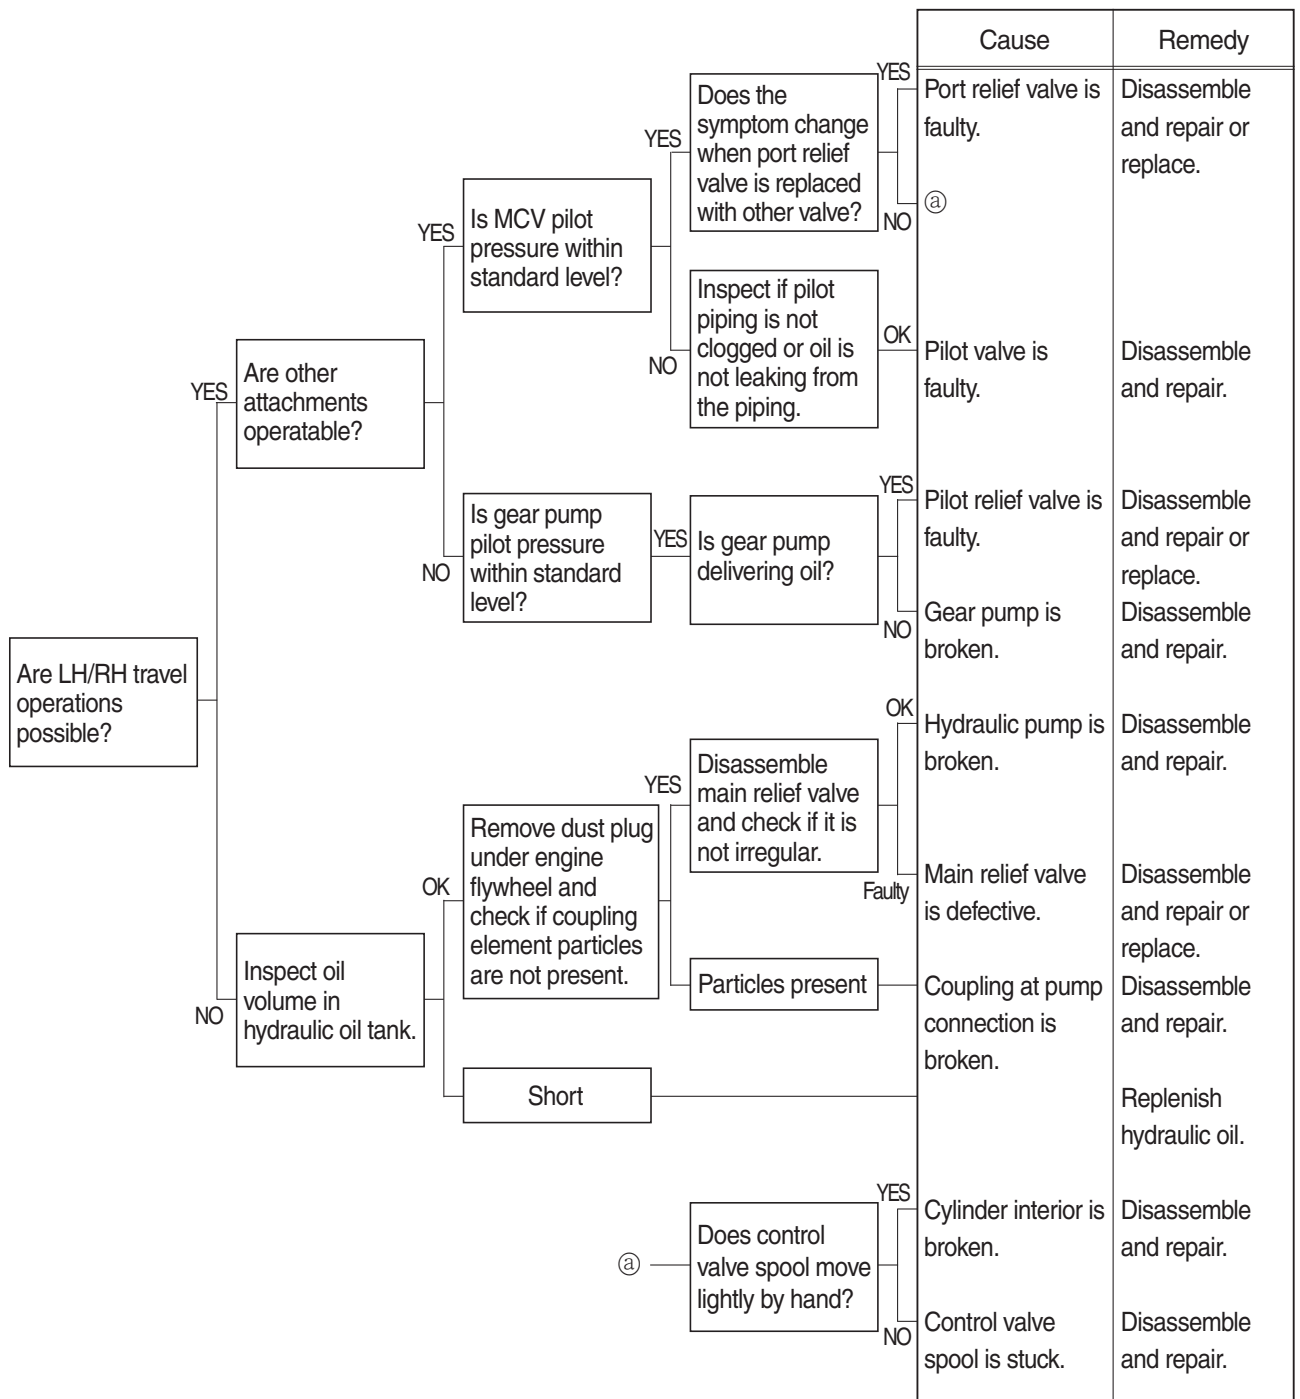 Cause
Remedy
YES
Does the
symptom change
when port relief
valve is replaced
with other valve?
Port relief valve is
faulty.
Disassemble
and repair or
replace.
YES
NO
ⓐ
Is MCV pilot
pressure within
standard level?
YES
Inspect if pilot
piping is not
clogged or oil is
not leaking from
the piping.
NO
OK
Pilot valve is
faulty.
Disassemble
and repair.
Are other
attachments
operatable?
YES
Is gear pump
pilot pressure
within standard
level?
NO
YES
Is gear pump
delivering oil?
YES
Pilot relief valve is
faulty.
Disassemble
and repair or
replace.
NO
Gear pump is
broken.
Disassemble
and repair.
Are LH/RH travel
operations
possible?
OK
Hydraulic pump is
broken.
Disassemble
and repair.
YES
Disassemble
main relief valve
and check if it is
not irregular.
Faulty
Main relief valve
is defective.
Disassemble
and repair or
replace.
OK
Remove dust plug
under engine
flywheel and
check if coupling
element particles
are not present.
Particles present
Coupling at pump
connection is
broken.
Disassemble
and repair.
NO
Inspect oil
volume in
hydraulic oil tank.
Short
Replenish
hydraulic oil.
ⓐ
Does control
valve spool move
lightly by hand?
YES
Cylinder interior is
broken.
Disassemble
and repair.
NO
Control valve
spool is stuck.
Disassemble
and repair.